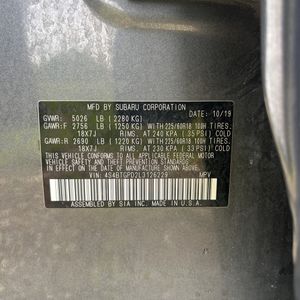 MFD. BY SUBARU CORPORATION DATE: 10/19
GVWR: 5026 LB ( 2280 KG)
GAWR:F 2756 LB ( 1250 KG) WITH 225/60R18 100H TIRES,
18X7J RIMS, AT 240 KPA ( 35 PSI) COLD
GAWR:R 2690 LB ( 1220 KG) WITH 225/60R18 100H TIRES,
18X7J RIMS, AT 230 KPA ( 33 PSI) COLD
THIS VEHICLE CONFORMS TO ALL APPLICABLE FEDERAL
MOTOR VEHICLE SAFETY, BUMPER, AND THEFT
PREVENTION STANDARDS IN EFFECT ON THE DATE OF
MANUFACTURE SHOWN ABOVE.
VIN: 4S4BTGPD2L3126229 MPV
ASSEMBLED BY SIA INC. MADE IN U.S.A.